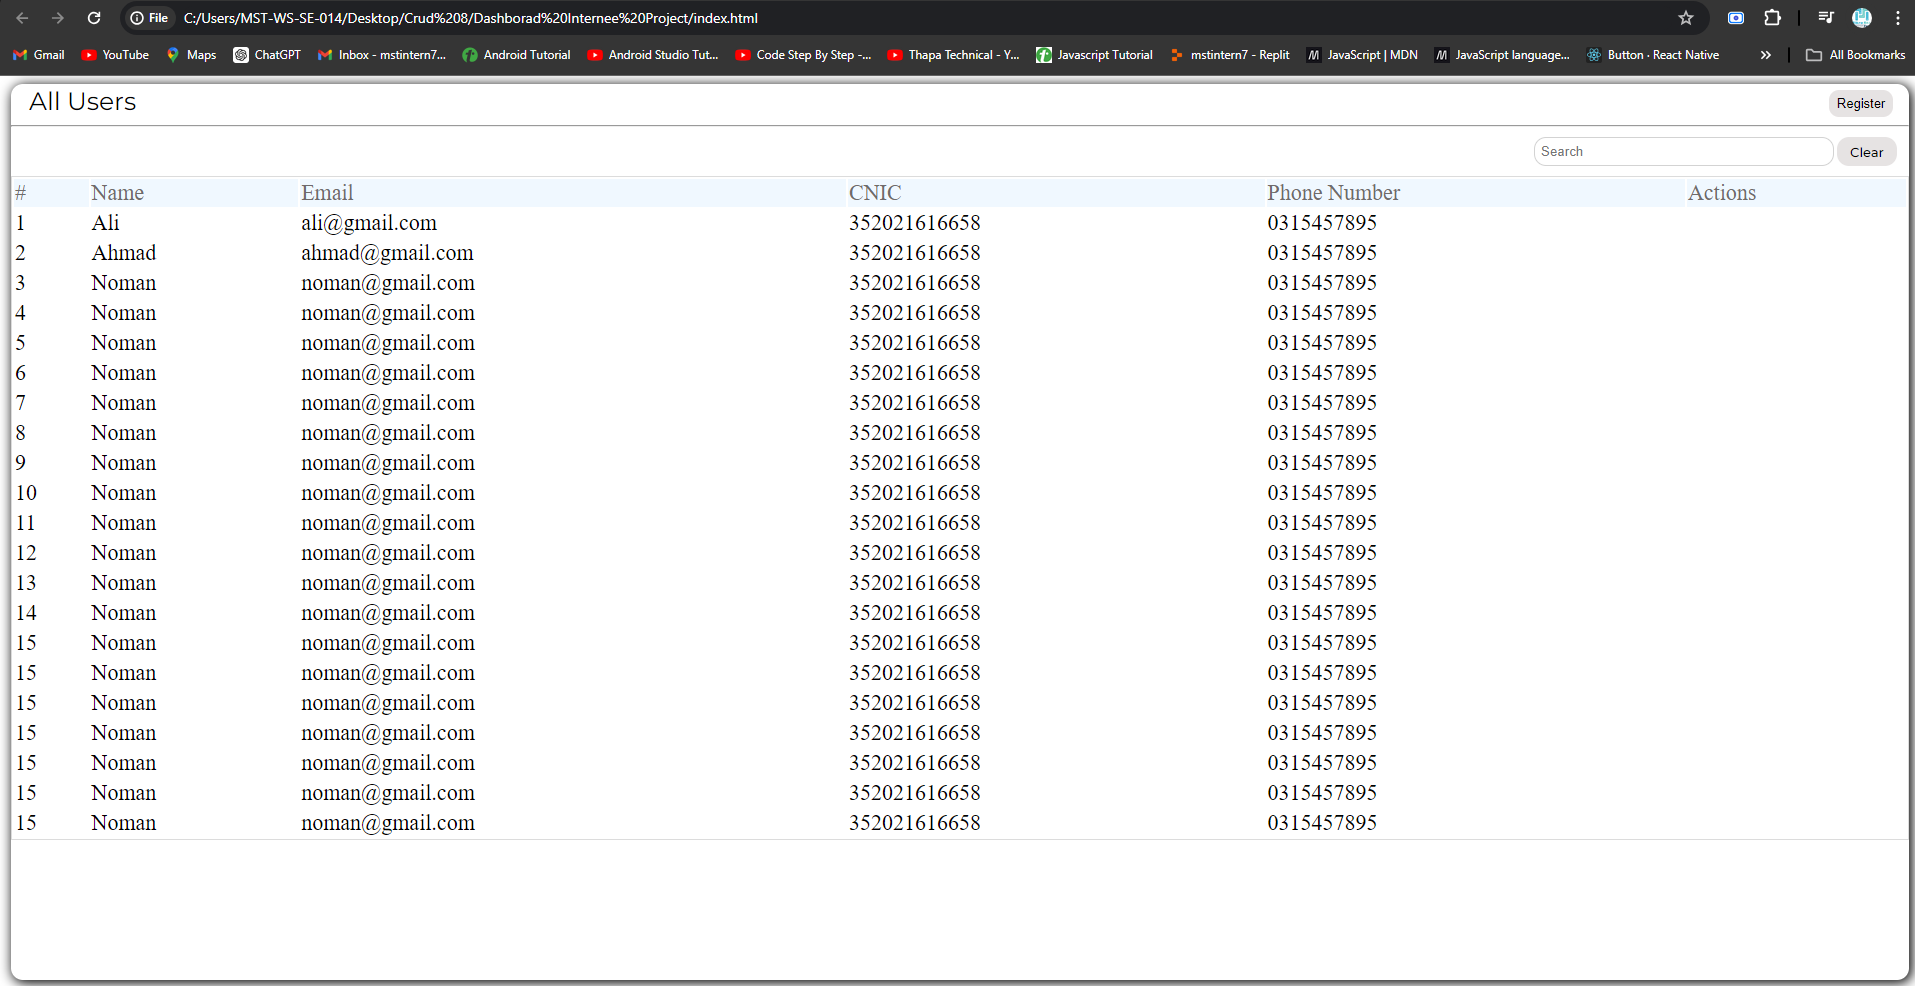 File C:/Users/MST-WS-SE-014/Desktop/Crud%208/Dashborad%20Internee%20Project/index.html
Gmail YouTube Maps ChatGPT Inbox - mstintern7... Android Tutorial Android Studio Tut... Code Step By Step -... Thapa Technical - Y... Javascript Tutorial mstintern7 - Replit JavaScript | MDN JavaScript language... Button · React Native » All Bookmarks
All Users Register
Search Clear
# Name Email CNIC Phone Number Actions
1 Ali ali@gmail.com 352021616658 0315457895
2 Ahmad ahmad@gmail.com 352021616658 0315457895
3 Noman noman@gmail.com 352021616658 0315457895
4 Noman noman@gmail.com 352021616658 0315457895
5 Noman noman@gmail.com 352021616658 0315457895
6 Noman noman@gmail.com 352021616658 0315457895
7 Noman noman@gmail.com 352021616658 0315457895
8 Noman noman@gmail.com 352021616658 0315457895
9 Noman noman@gmail.com 352021616658 0315457895
10 Noman noman@gmail.com 352021616658 0315457895
11 Noman noman@gmail.com 352021616658 0315457895
12 Noman noman@gmail.com 352021616658 0315457895
13 Noman noman@gmail.com 352021616658 0315457895
14 Noman noman@gmail.com 352021616658 0315457895
15 Noman noman@gmail.com 352021616658 0315457895
15 Noman noman@gmail.com 352021616658 0315457895
15 Noman noman@gmail.com 352021616658 0315457895
15 Noman noman@gmail.com 352021616658 0315457895
15 Noman noman@gmail.com 352021616658 0315457895
15 Noman noman@gmail.com 352021616658 0315457895
15 Noman noman@gmail.com 352021616658 0315457895